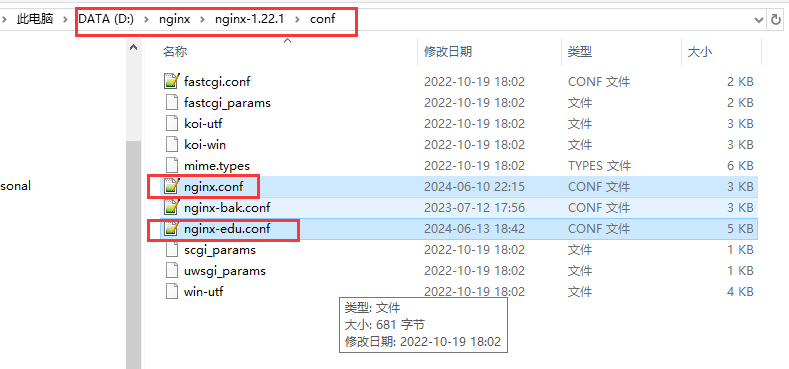 此电脑 > DATA (D:) > nginx > nginx-1.22.1 > conf
名称 修改日期 类型 大小
fastcgi.conf 2022-10-19 18:02 CONF 文件 2 KB
fastcgi_params 2022-10-19 18:02 文件 2 KB
koi-utf 2022-10-19 18:02 文件 3 KB
koi-win 2022-10-19 18:02 文件 3 KB
mime.types 2022-10-19 18:02 TYPES 文件 6 KB
sonal
nginx.conf 2024-06-10 22:15 CONF 文件 3 KB
nginx-bak.conf 2023-07-12 17:56 CONF 文件 3 KB
nginx-edu.conf 2024-06-13 18:42 CONF 文件 5 KB
scgi_params 2022-10-19 18:02 文件 1 KB
uwsgi_params 2022-10-19 18:02 文件 1 KB
win-utf 2022-10-19 18:02 文件 4 KB
类型: 文件
大小: 681 字节
修改日期: 2022-10-19 18:02